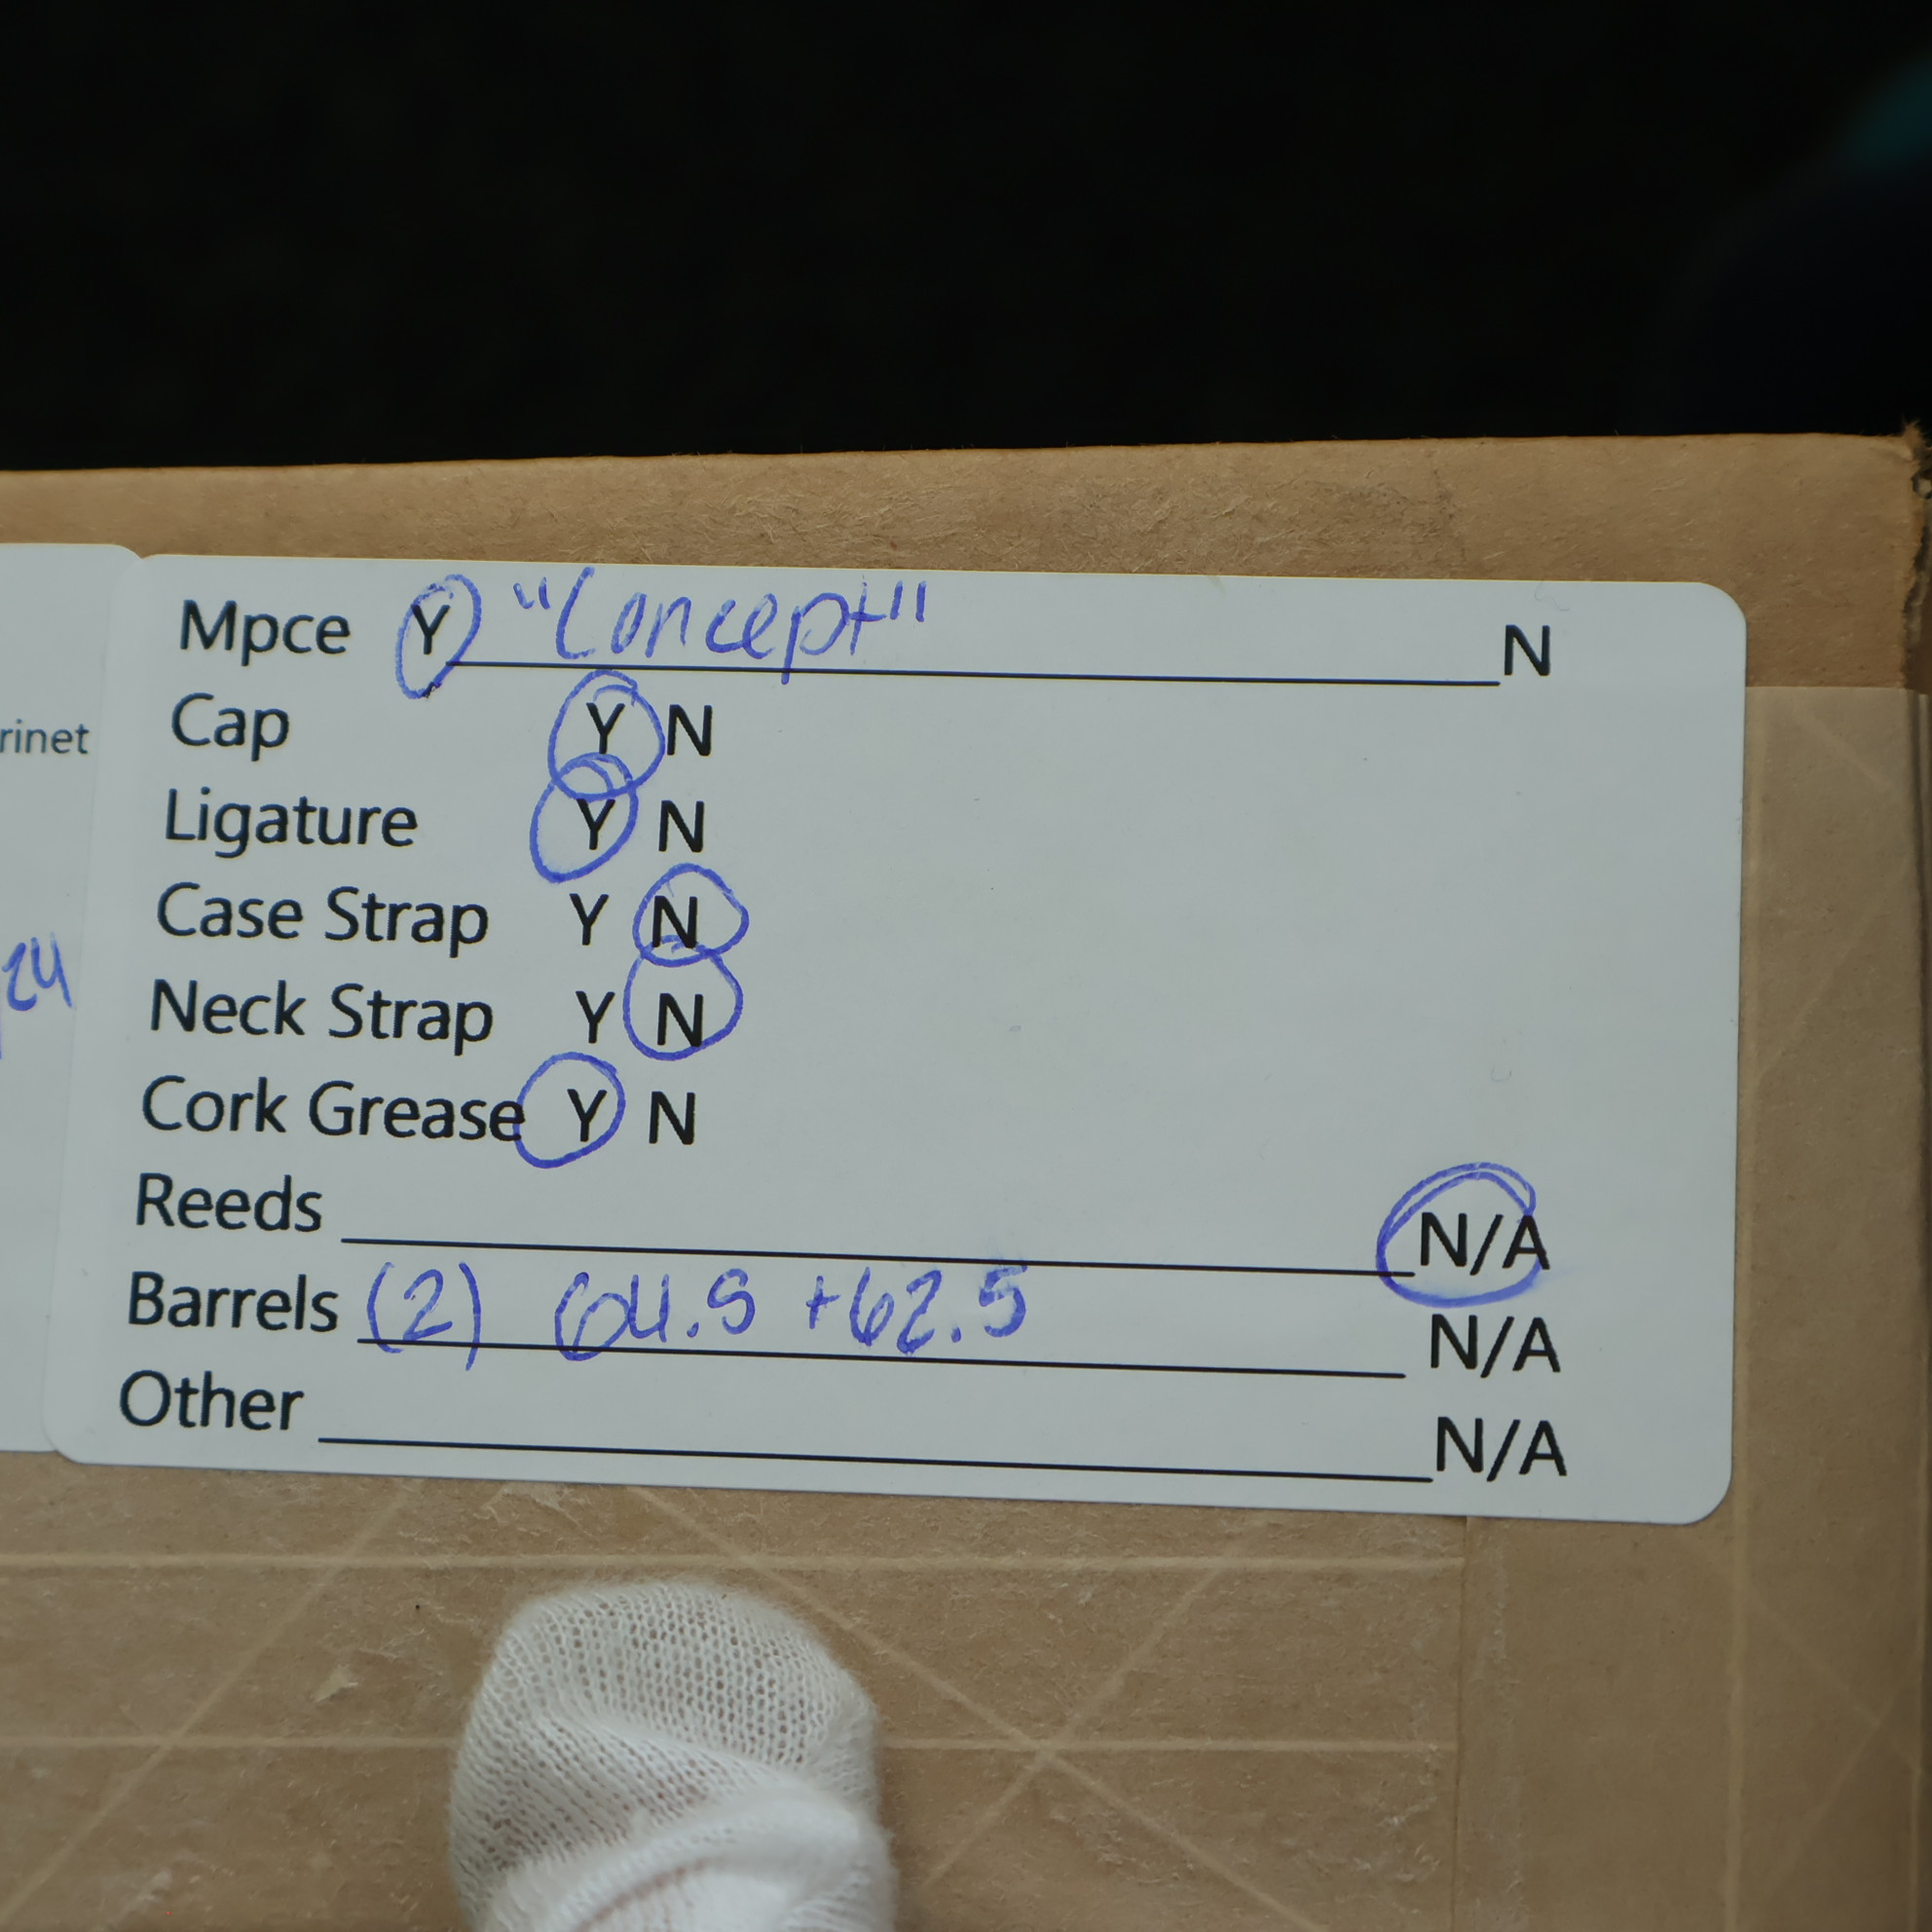 Mpce Y "Concept" N
Cap Y N
rinet
Ligature Y N
Case Strap Y N
24
Neck Strap Y N
Cork Grease Y N
Reeds N/A
Barrels (2) 64.5 +62.5 N/A
Other N/A